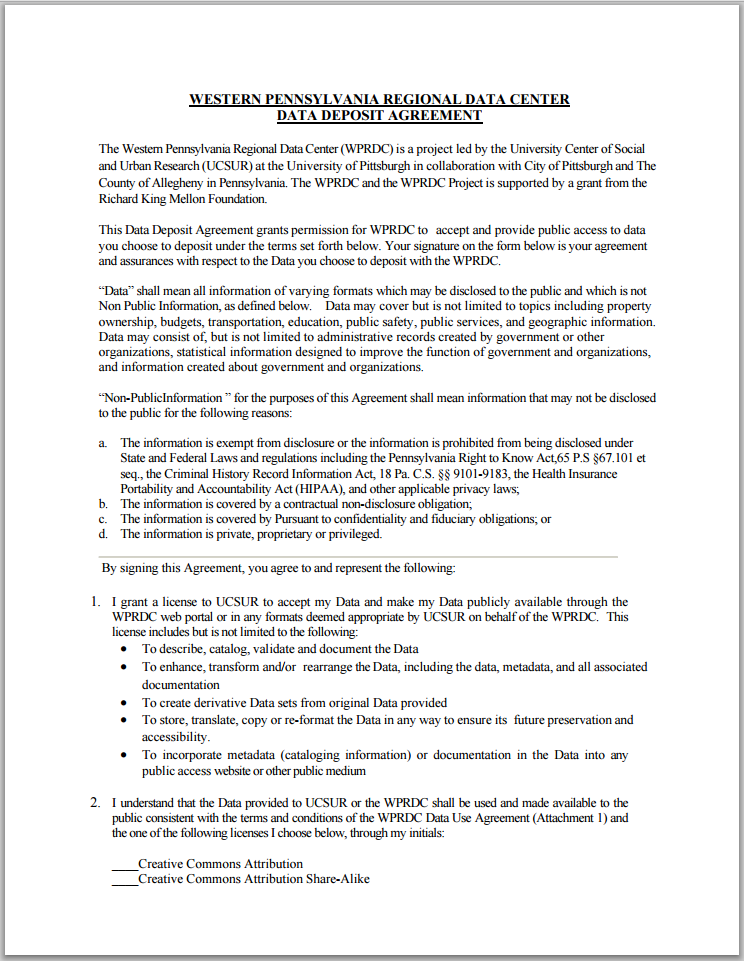 WESTERN PENNSYLVANIA REGIONAL DATA CENTER
DATA DEPOSIT AGREEMENT
The Western Pennsylvania Regional Data Center (WPRDC) is a project led by the University Center of Social
and Urban Research (UCSUR) at the University of Pittsburgh in collaboration with City of Pittsburgh and The
County of Allegheny in Pennsylvania. The WPRDC and the WPRDC Project is supported by a grant from the
Richard King Mellon Foundation.
This Data Deposit Agreement grants permission for WPRDC to accept and provide public access to data
you choose to deposit under the terms set forth below. Your signature on the form below is your agreement
and assurances with respect to the Data you choose to deposit with the WPRDC.
“Data” shall mean all information of varying formats which may be disclosed to the public and which is not
Non Public Information, as defined below. Data may cover but is not limited to topics including property
ownership, budgets, transportation, education, public safety, public services, and geographic information.
Data may consist of, but is not limited to administrative records created by government or other
organizations, statistical information designed to improve the function of government and organizations,
and information created about government and organizations.
“Non-PublicInformation ” for the purposes of this Agreement shall mean information that may not be disclosed
to the public for the following reasons:
a. The information is exempt from disclosure or the information is prohibited from being disclosed under
State and Federal Laws and regulations including the Pennsylvania Right to Know Act,65 P.S §67.101 et
seq., the Criminal History Record Information Act, 18 Pa. C.S. §§ 9101-9183, the Health Insurance
Portability and Accountability Act (HIPAA), and other applicable privacy laws;
b. The information is covered by a contractual non-disclosure obligation;
c. The information is covered by Pursuant to confidentiality and fiduciary obligations; or
d. The information is private, proprietary or privileged.
By signing this Agreement, you agree to and represent the following:
1. I grant a license to UCSUR to accept my Data and make my Data publicly available through the
WPRDC web portal or in any formats deemed appropriate by UCSUR on behalf of the WPRDC. This
license includes but is not limited to the following:
• To describe, catalog, validate and document the Data
• To enhance, transform and/or rearrange the Data, including the data, metadata, and all associated
documentation
• To create derivative Data sets from original Data provided
• To store, translate, copy or re-format the Data in any way to ensure its future preservation and
accessibility.
• To incorporate metadata (cataloging information) or documentation in the Data into any
public access website or other public medium
2. I understand that the Data provided to UCSUR or the WPRDC shall be used and made available to the
public consistent with the terms and conditions of the WPRDC Data Use Agreement (Attachment 1) and
the one of the following licenses I choose below, through my initials:
____Creative Commons Attribution
____Creative Commons Attribution Share-Alike